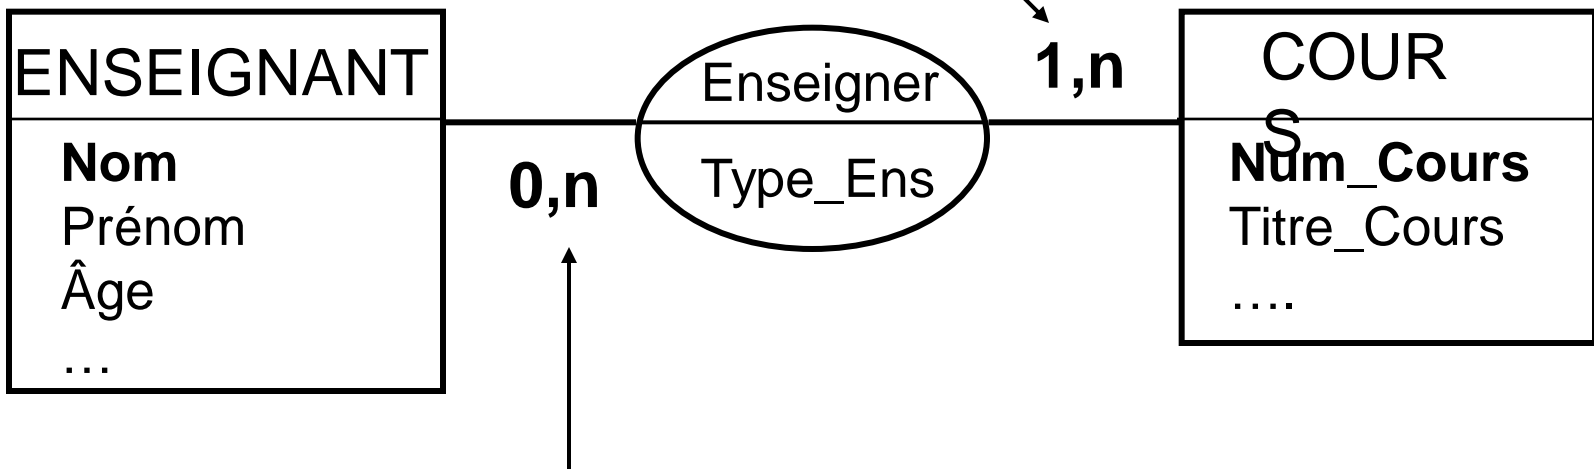 ENSEIGNANT
Nom
Prénom
Âge
…
0,n
Enseigner
Type_Ens
1,n
COUR
S
Num_Cours
Titre_Cours
….